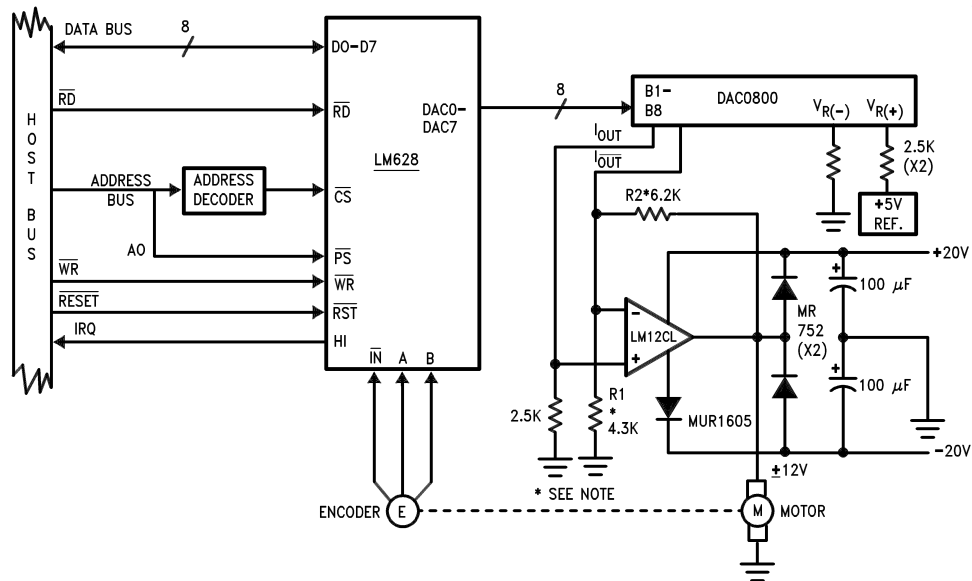 DATA BUS
8
D0-D7
RD
RD
HOST BUS
DAC0-
DAC7
LM628
8
B1-
B8
DAC0800
VR(-)
VR(+)
IOUT
IOUT
2.5K
(X2)
+5V
REF.
ADDRESS
BUS
ADDRESS
DECODER
CS
A0
PS
WR
WR
RESET
RST
IRQ
HI
IN
A
B
R2*6.2K
+20V
+
100 μF
MR
752
(X2)
-
LM12CL
+
+
100 μF
2.5K
R1
*
4.3K
MUR1605
-20V
±12V
* SEE NOTE
ENCODER
E
M
MOTOR